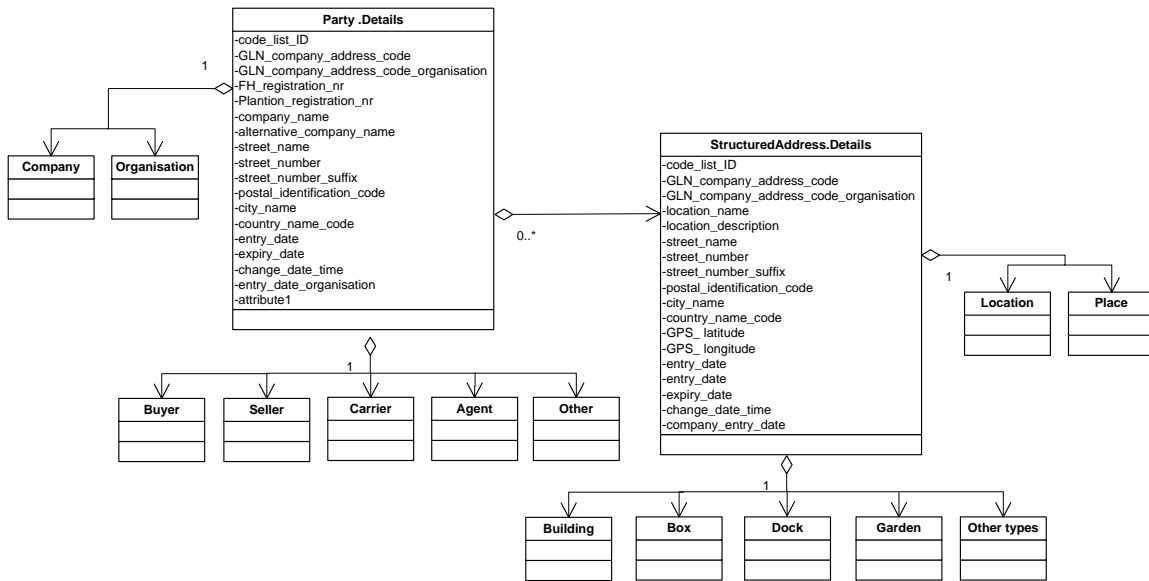 Party .Details
-code_list_ID
-GLN_company_address_code
-GLN_company_address_code_organisation
-FH_registration_nr
-Plantion_registration_nr
-company_name
-alternative_company_name
-street_name
-street_number
-street_number_suffix
-postal_identification_code
-city_name
-country_name_code
-entry_date
-expiry_date
-change_date_time
-entry_date_organisation
-attribute1
1
Company
Organisation
0..*
StructuredAddress.Details
-code_list_ID
-GLN_company_address_code
-GLN_company_address_code_organisation
-location_name
-location_description
-street_name
-street_number
-street_number_suffix
-postal_identification_code
-city_name
-country_name_code
-GPS_ latitude
-GPS_ longitude
-entry_date
-entry_date
-expiry_date
-change_date_time
-company_entry_date
1
Location
Place
1
Buyer
Seller
Carrier
Agent
Other
1
Building
Box
Dock
Garden
Other types